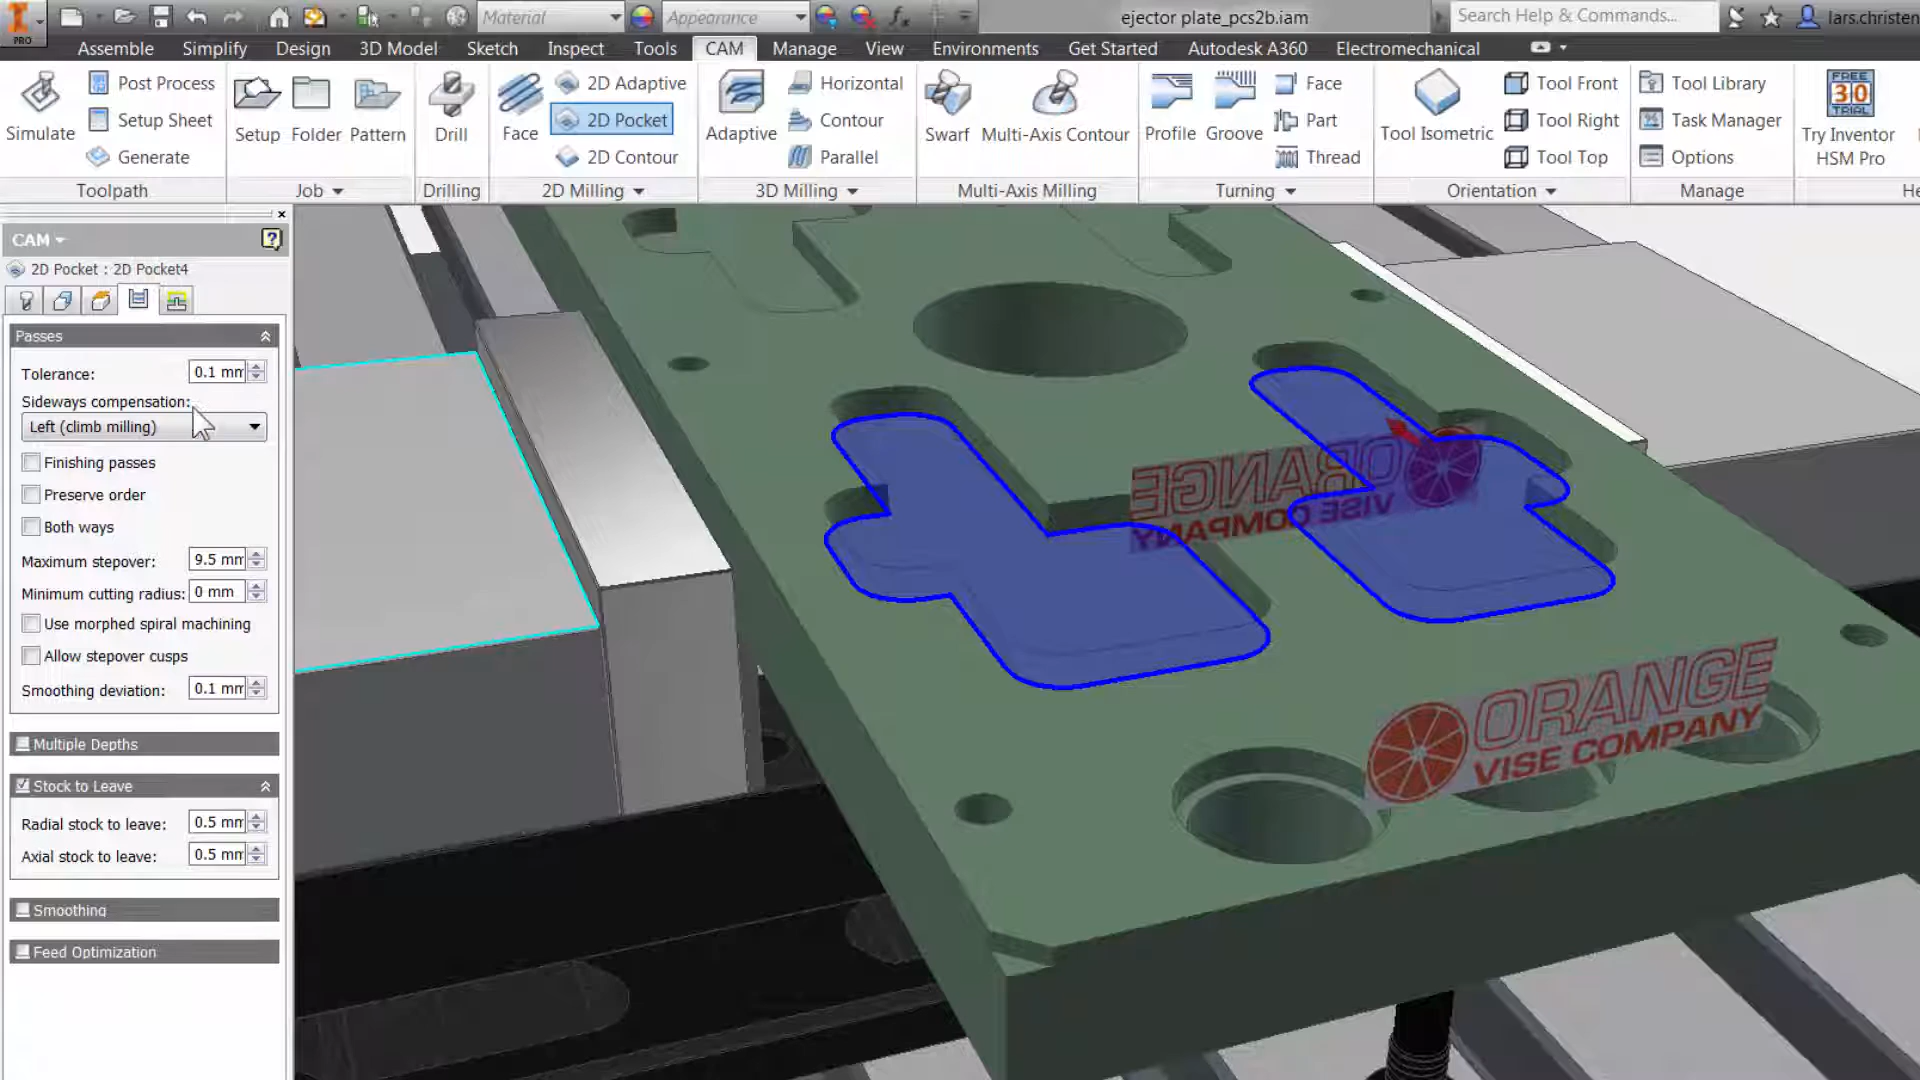 PRO
Material
Appearance
ejector plate_pcs2b.iam
Search Help & Commands...
lars.christen
Assemble Simplify Design 3D Model Sketch Inspect Tools CAM Manage View Environments Get Started Autodesk A360 Electromechanical
Simulate
Post Process
Setup Sheet
Generate
Toolpath
Setup Folder Pattern
Job
Drill
Drilling
Face
2D Adaptive
2D Pocket
2D Contour
2D Milling
Adaptive
Horizontal
Contour
Parallel
3D Milling
Swarf Multi-Axis Contour
Multi-Axis Milling
Profile Groove
Face
Part
Thread
Turning
Tool Isometric
Tool Front
Tool Right
Tool Top
Orientation
Tool Library
Task Manager
Options
Manage
FREE
30
TRIAL
Try Inventor
HSM Pro
He
CAM
2D Pocket : 2D Pocket4
Passes
Tolerance: 0.1 mm
Sideways compensation:
Left (climb milling)
Finishing passes
Preserve order
Both ways
Maximum stepover: 9.5 mm
Minimum cutting radius: 0 mm
Use morphed spiral machining
Allow stepover cusps
Smoothing deviation: 0.1 mm
Multiple Depths
Stock to Leave
Radial stock to leave: 0.5 mm
Axial stock to leave: 0.5 mm
Smoothing
Feed Optimization
ORANGE
VISE COMPANY
ORANGE
VISE COMPANY